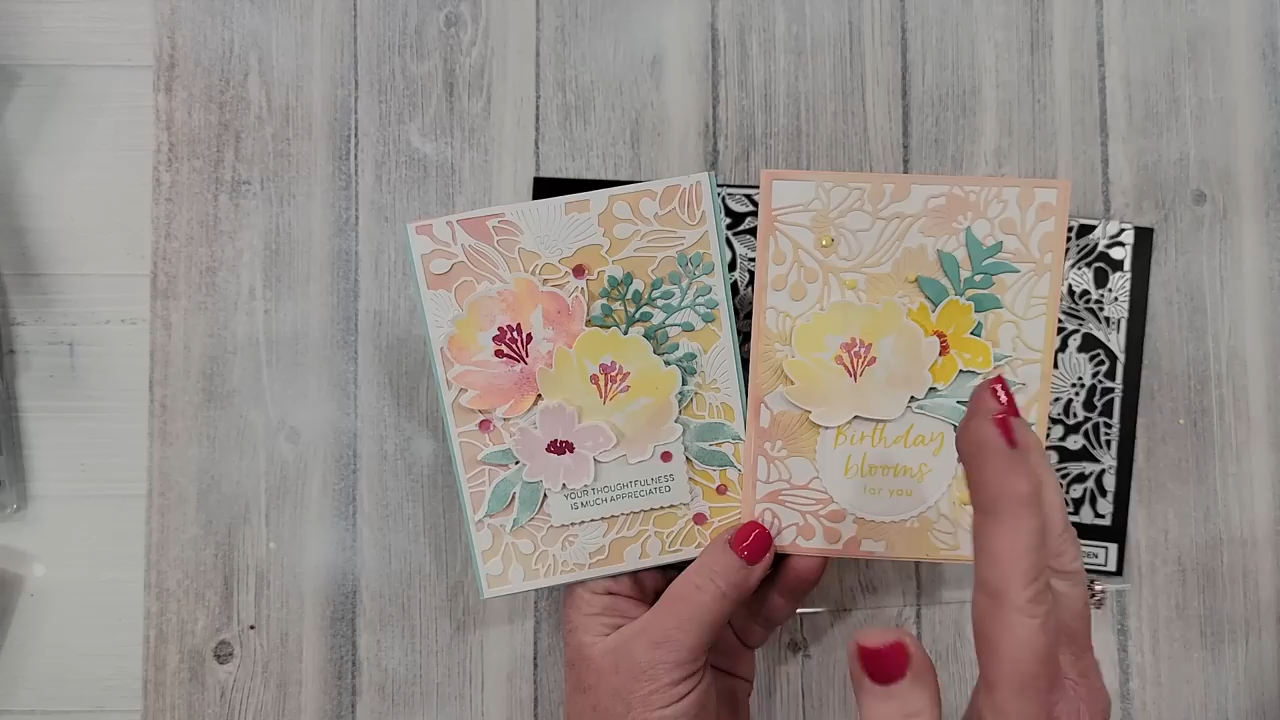 YOUR THOUGHTFULNESS
IS MUCH APPRECIATED
Birthday
blooms
for you